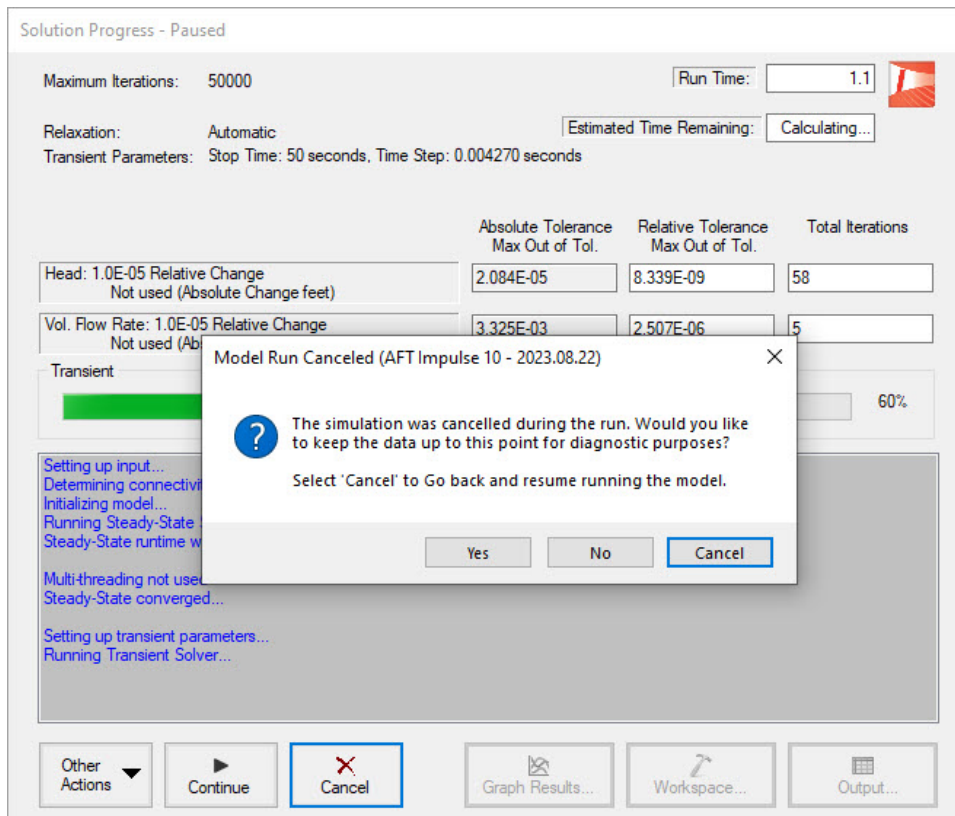 Solution Progress - Paused
Maximum Iterations: 50000
Run Time: 1.1
Relaxation: Automatic
Estimated Time Remaining: Calculating...
Transient Parameters: Stop Time: 50 seconds, Time Step: 0.004270 seconds
Absolute Tolerance Relative Tolerance Total Iterations
Max Out of Tol. Max Out of Tol.
Head: 1.0E-05 Relative Change
Not used (Absolute Change feet)
2.084E-05 8.339E-09 58
Vol. Flow Rate: 1.0E-05 Relative Change
Not used
3.325E-03 2.507E-06 5
Transient
60%
Model Run Canceled (AFT Impulse 10 - 2023.08.22)
The simulation was cancelled during the run. Would you like
to keep the data up to this point for diagnostic purposes?
Select 'Cancel' to Go back and resume running the model.
Yes No Cancel
Setting up input...
Determining
Initializing model...
Running Steady-State
Steady-State runtime
Multi-threading not used
Steady-State converged...
Setting up transient parameters...
Running Transient Solver...
Other
Actions
Continue
Cancel
Graph Results...
Workspace...
Output...